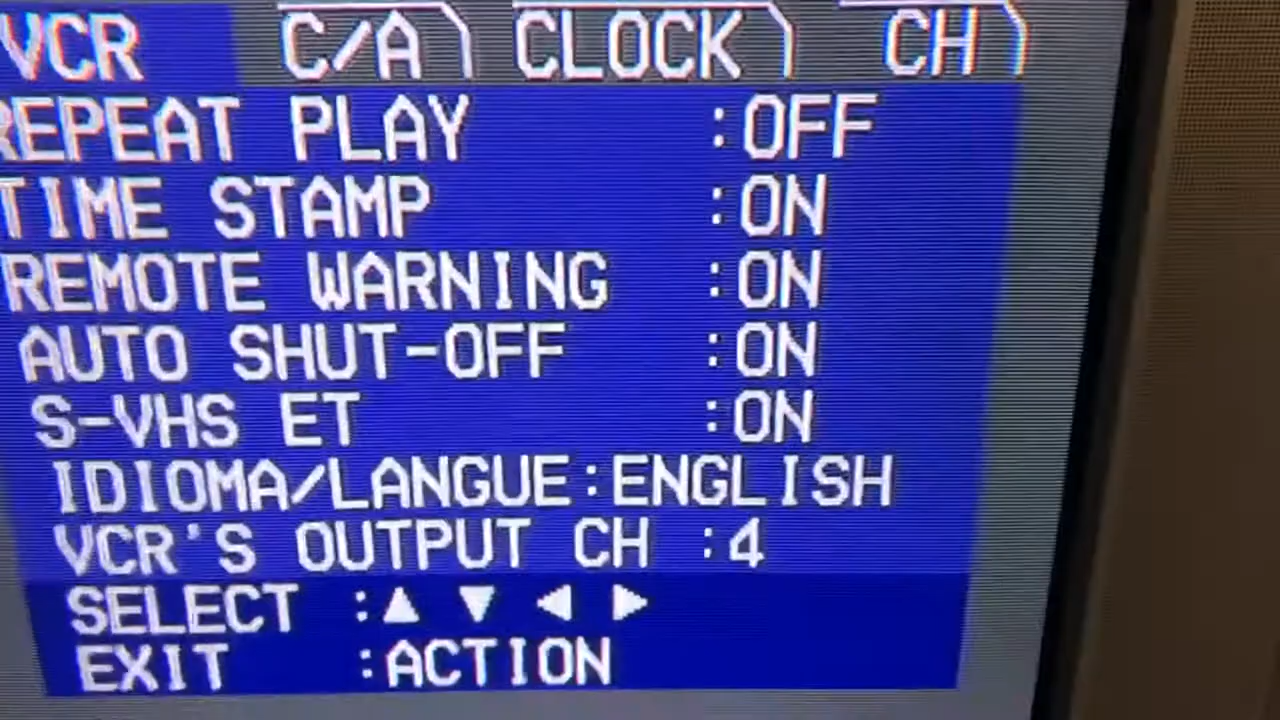 VCR C/A CLOCK CH
REPEAT PLAY :OFF
TIME STAMP :ON
REMOTE WARNING :ON
AUTO SHUT-OFF :ON
S-VHS ET :ON
IDIOMA/LANGUE:ENGLISH
VCR'S OUTPUT CH :4
SELECT :▲ ▼ ◀ ▶
EXIT :ACTION